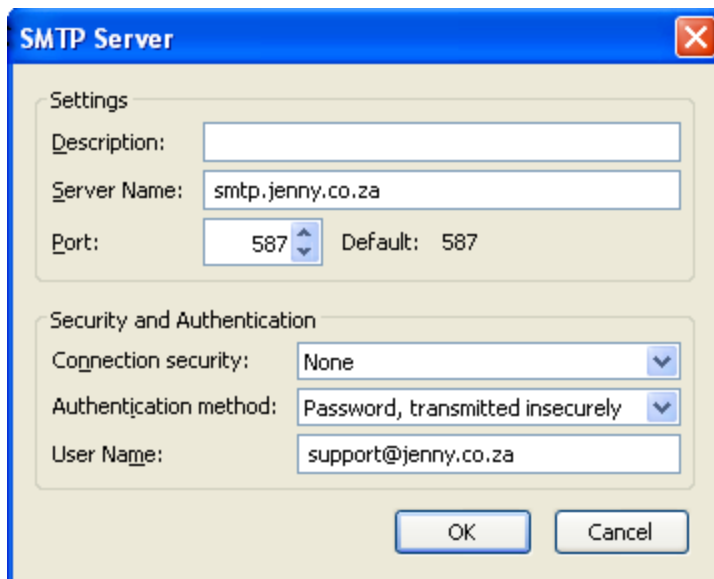 SMTP Server
Settings
Description:
Server Name: smtp.jenny.co.za
Port: 587 Default: 587
Security and Authentication
Connection security: None
Authentication method: Password, transmitted insecurely
User Name: support@jenny.co.za
OK Cancel